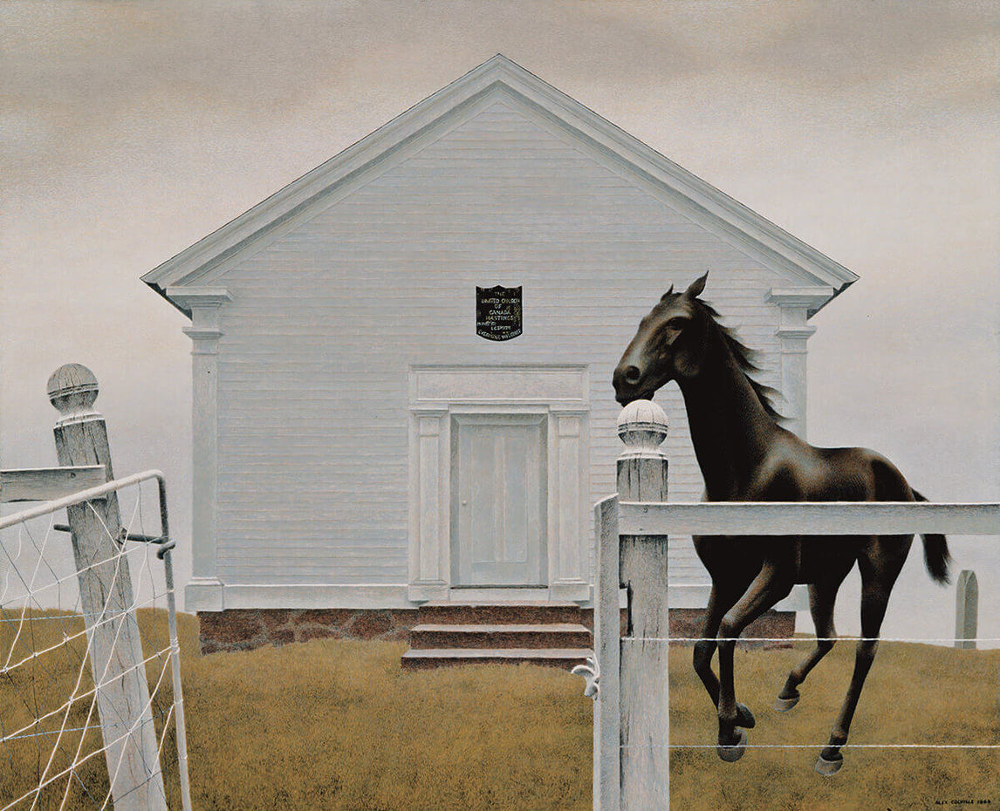 THE
UNITED CHURCH
OF
CANADA
HASTINGS
EVERYONE WELCOME
ALEX COLVILLE 1964